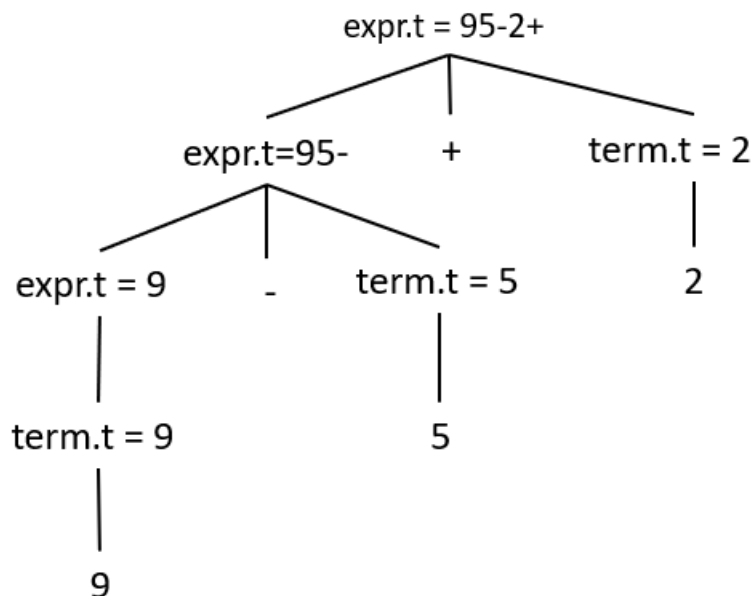 expr.t = 95-2+
expr.t=95- + term.t = 2
expr.t = 9 - term.t = 5 2
term.t = 9 5
9